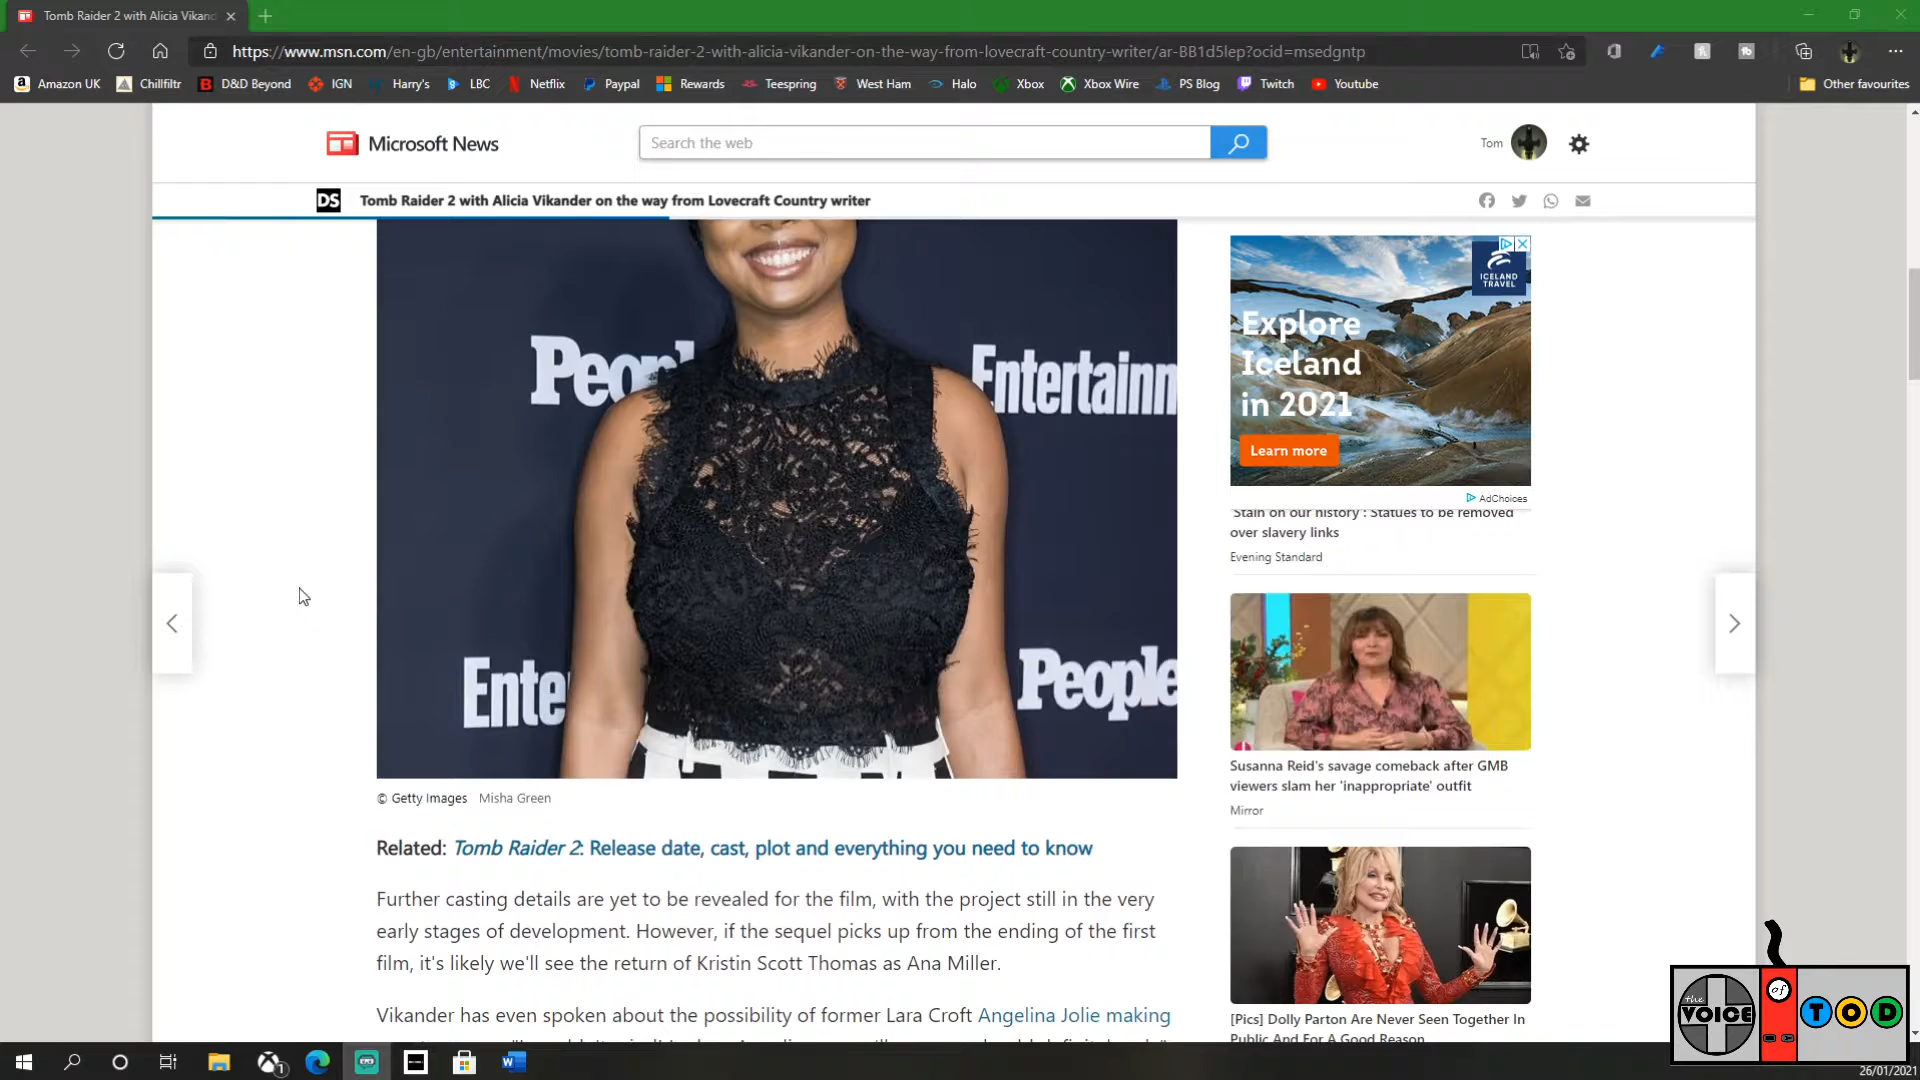 Tomb Raider 2 with Alicia Vikand
https://www.msn.com/en-gb/entertainment/movies/tomb-raider-2-with-alicia-vikander-on-the-way-from-lovecraft-country-writer/ar-BB1d5lep?ocid=msedgntp
Amazon UK Chillfiltr D&D Beyond IGN Harry's LBC Netflix Paypal Rewards Teespring West Ham Halo Xbox Xbox Wire PS Blog Twitch Youtube Other favourites
Microsoft News
Search the web
Tom
DS Tomb Raider 2 with Alicia Vikander on the way from Lovecraft Country writer
Peop
Entertainm
Ente
People
© Getty Images Misha Green
Related: Tomb Raider 2: Release date, cast, plot and everything you need to know
Further casting details are yet to be revealed for the film, with the project still in the very
early stages of development. However, if the sequel picks up from the ending of the first
film, it's likely we'll see the return of Kristin Scott Thomas as Ana Miller.
Vikander has even spoken about the possibility of former Lara Croft Angelina Jolie making
ICELAND
TRAVEL
Explore
Iceland
in 2021
Learn more
AdChoices
'Stain on our history': Statues to be removed
over slavery links
Evening Standard
Susanna Reid's savage comeback after GMB
viewers slam her 'inappropriate' outfit
Mirror
[Pics] Dolly Parton Are Never Seen Together In
Public And For A Good Reason
the VOICE of TOD
26/01/2021